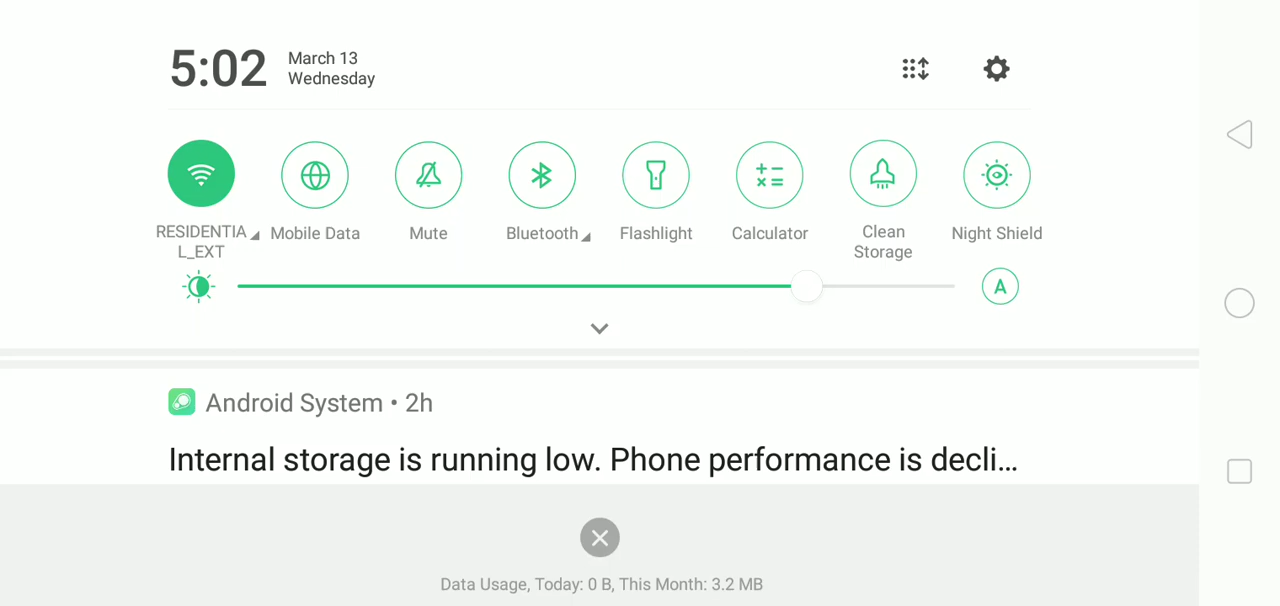 5:02
March 13
Wednesday
RESIDENTIA
L_EXT
Mobile Data
Mute
Bluetooth
Flashlight
Calculator
Clean
Storage
Night Shield
A
Android System • 2h
Internal storage is running low. Phone performance is decli...
Data Usage, Today: 0 B, This Month: 3.2 MB